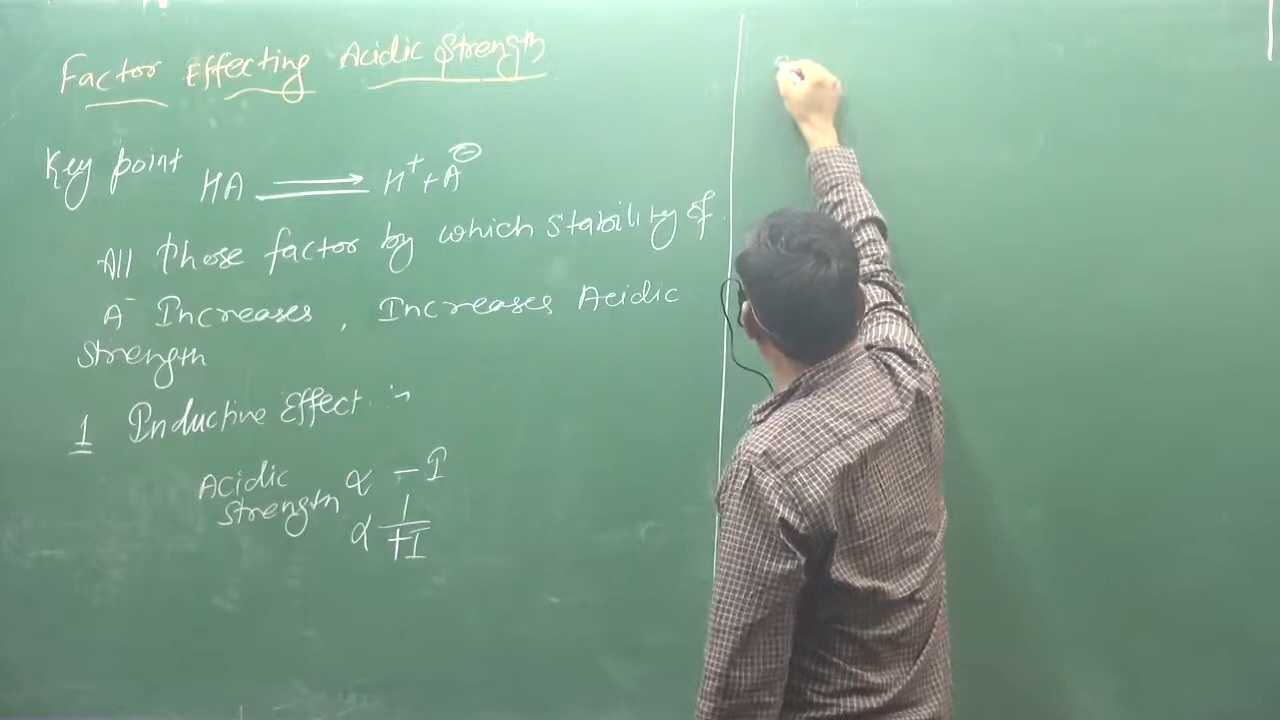 Factor Effecting Acidic Strength
Key point HA ⇌ H⁺ + A⊖
All those factor by which stability of
A⁻ Increases, Increases Acidic
strength
1 Inductive Effect :-
Acidic strength ∝ -I
∝ 1/+I